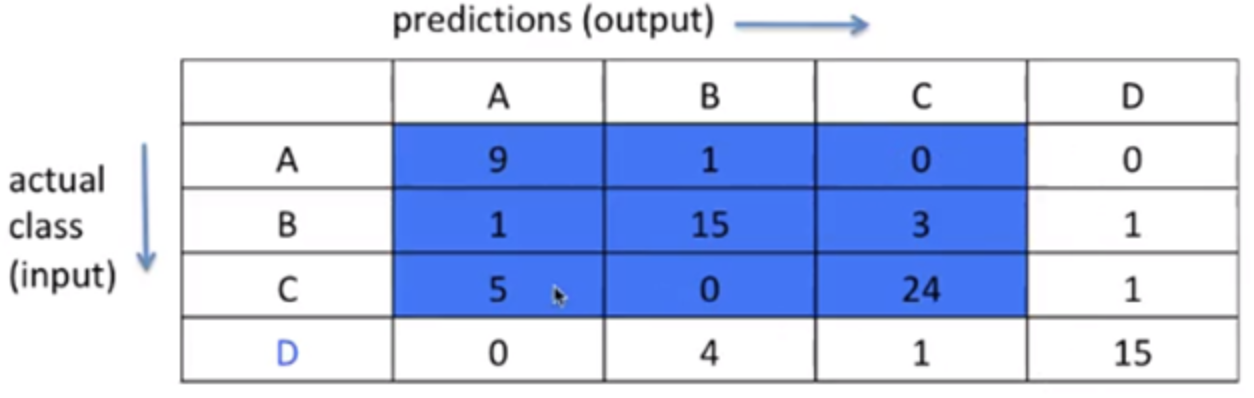 predictions (output)
A B C D
A 9 1 0 0
actual
class
(input)
B 1 15 3 1
C 5 0 24 1
D 0 4 1 15